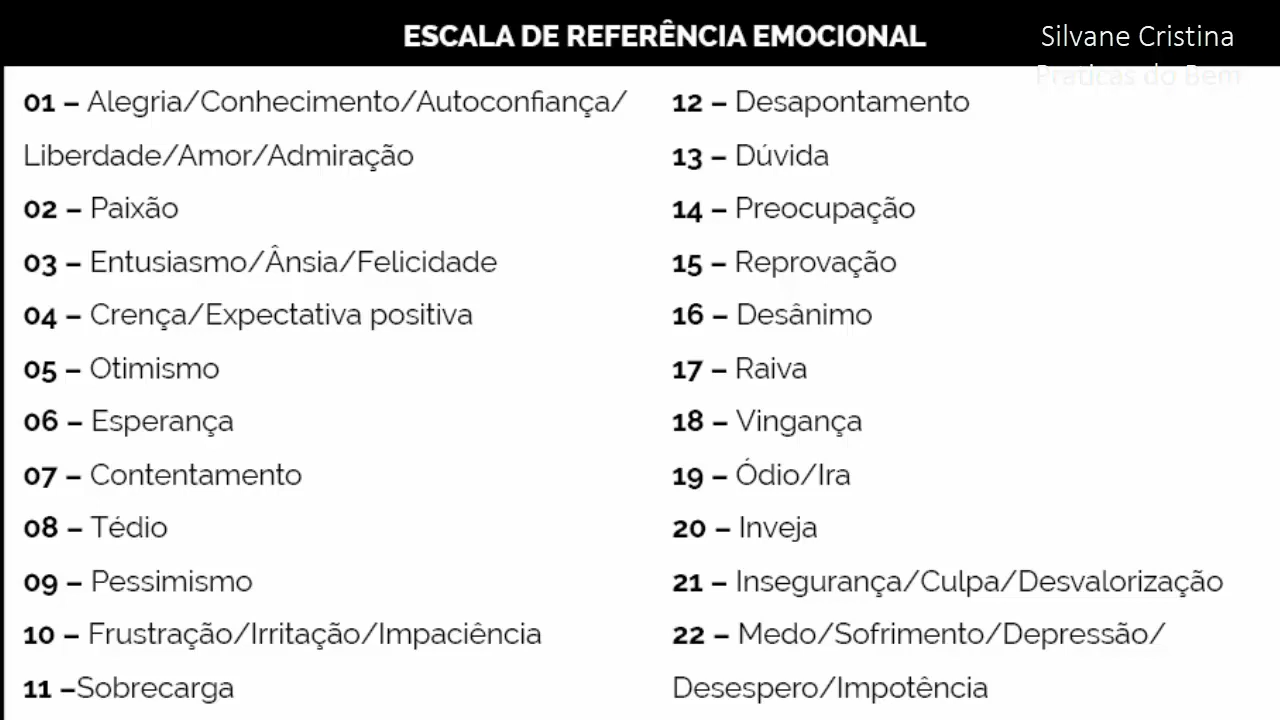 ESCALA DE REFERÊNCIA EMOCIONAL
Silvane Cristina
Praticas do Bem
01 – Alegria/Conhecimento/Autoconfiança/
Liberdade/Amor/Admiração
02 – Paixão
03 – Entusiasmo/Ânsia/Felicidade
04 – Crença/Expectativa positiva
05 – Otimismo
06 – Esperança
07 – Contentamento
08 – Tédio
09 – Pessimismo
10 – Frustração/Irritação/Impaciência
11 –Sobrecarga
12 – Desapontamento
13 – Dúvida
14 – Preocupação
15 – Reprovação
16 – Desânimo
17 – Raiva
18 – Vingança
19 – Ódio/Ira
20 – Inveja
21 – Insegurança/Culpa/Desvalorização
22 – Medo/Sofrimento/Depressão/
Desespero/Impotência